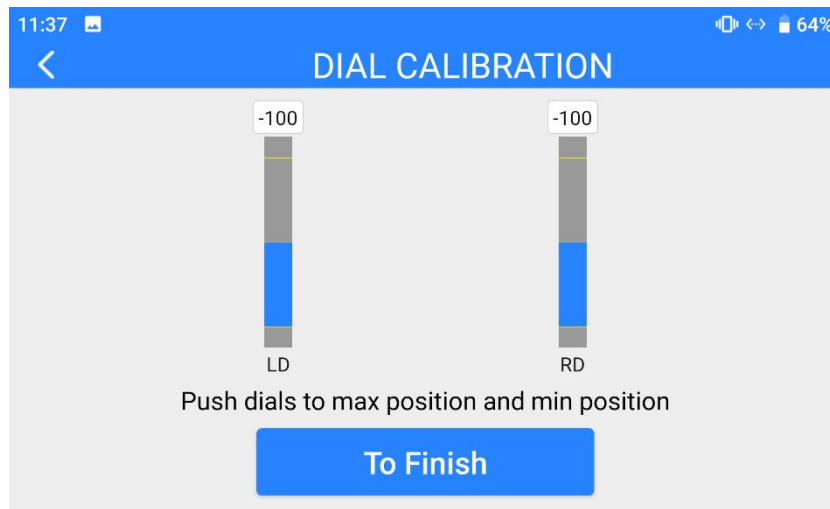 11:37 64%
DIAL CALIBRATION
-100 -100
LD RD
Push dials to max position and min position
To Finish